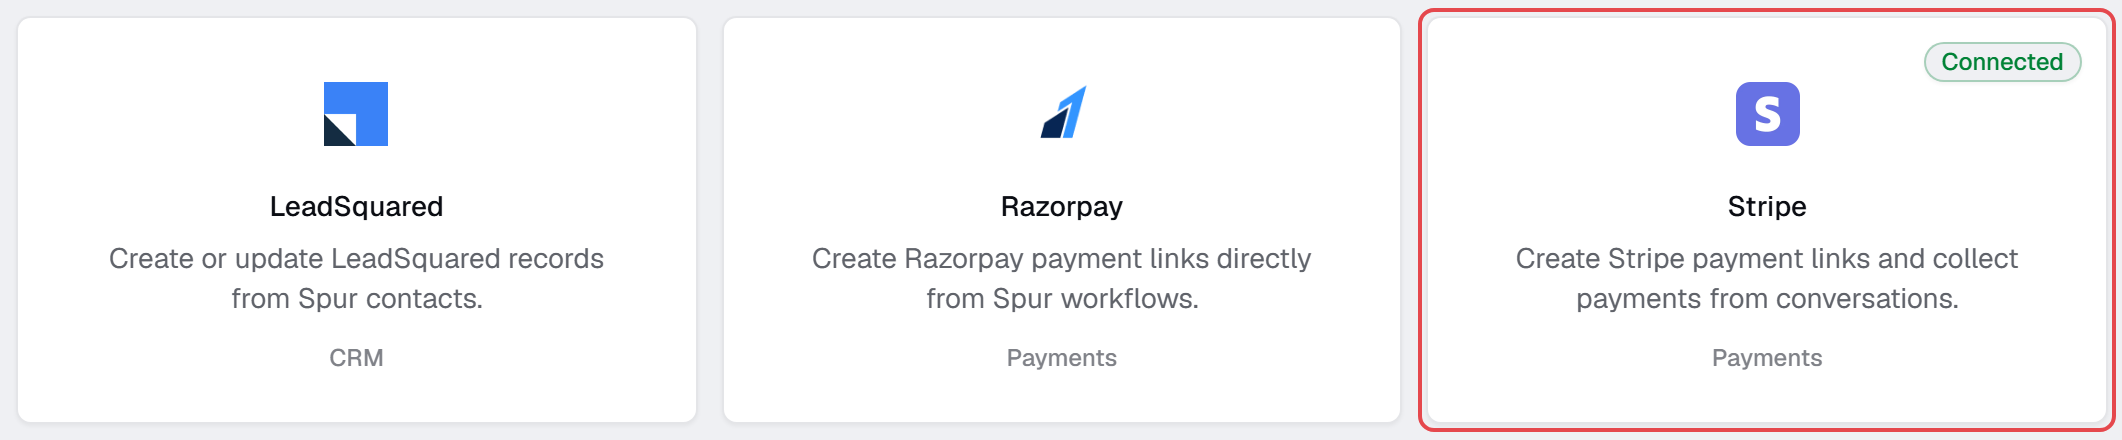 LeadSquared
Create or update LeadSquared records
from Spur contacts.
CRM
Razorpay
Create Razorpay payment links directly
from Spur workflows.
Payments
Connected
S
Stripe
Create Stripe payment links and collect
payments from conversations.
Payments